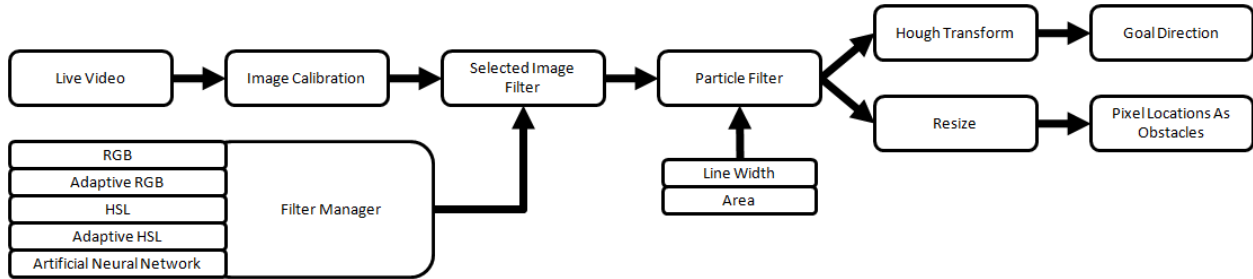 Live Video
Image Calibration
Selected Image
Filter
Particle Filter
Hough Transform
Goal Direction
Resize
Pixel Locations As
Obstacles
RGB
Adaptive RGB
HSL
Adaptive HSL
Artificial Neural Network
Filter Manager
Line Width
Area